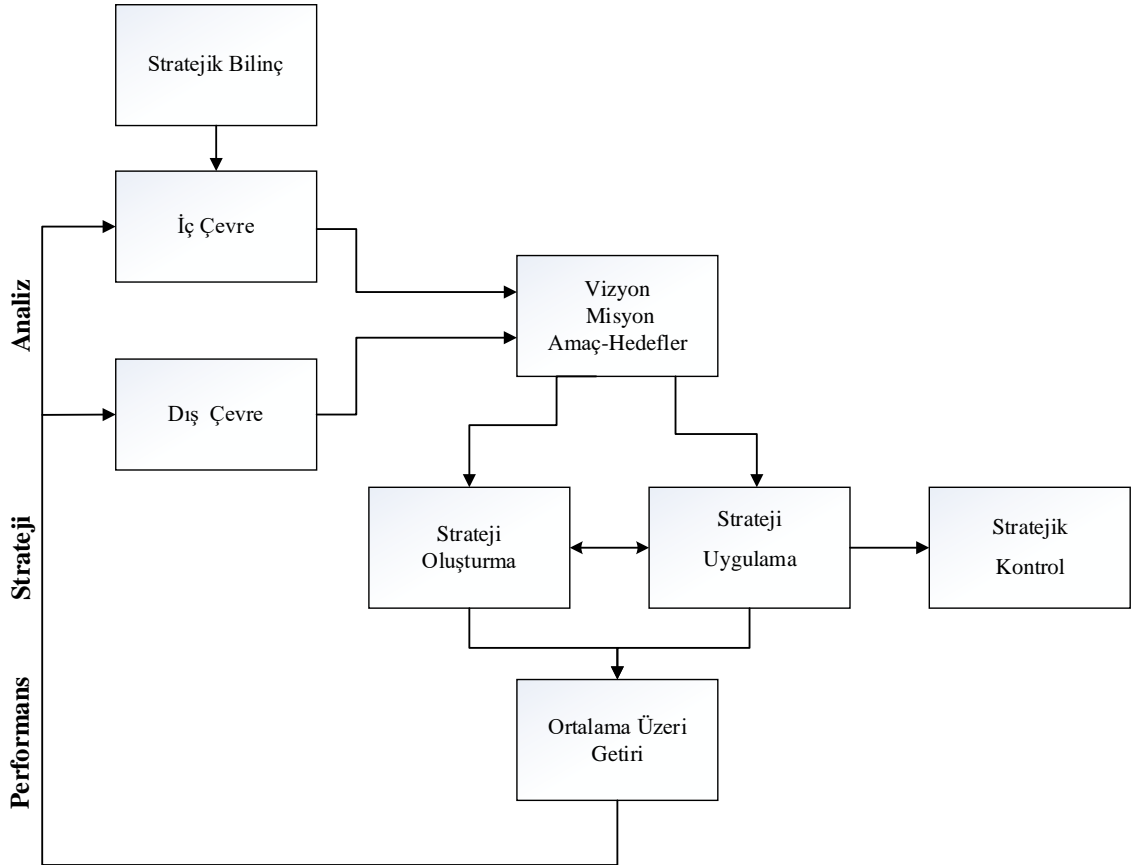 Stratejik Bilinç
İç Çevre
Analiz
Vizyon
Misyon
Amaç-Hedefler
Dış Çevre
Strateji
Strateji
Oluşturma
Strateji
Uygulama
Stratejik
Kontrol
Performans
Ortalama Üzeri
Getiri